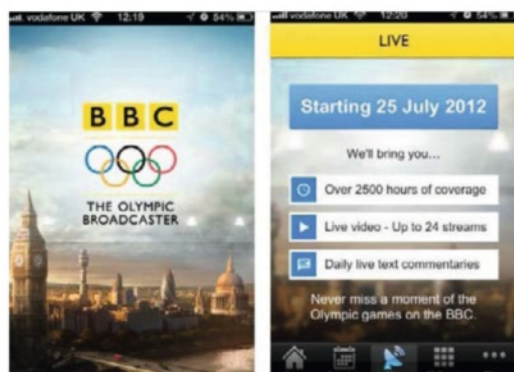 vodafone UK 12:19 54%
BBC
THE OLYMPIC
BROADCASTER
vodafone UK 12:20 54%
LIVE
Starting 25 July 2012
We'll bring you...
Over 2500 hours of coverage
Live video - Up to 24 streams
Daily live text commentaries
Never miss a moment of the
Olympic games on the BBC.